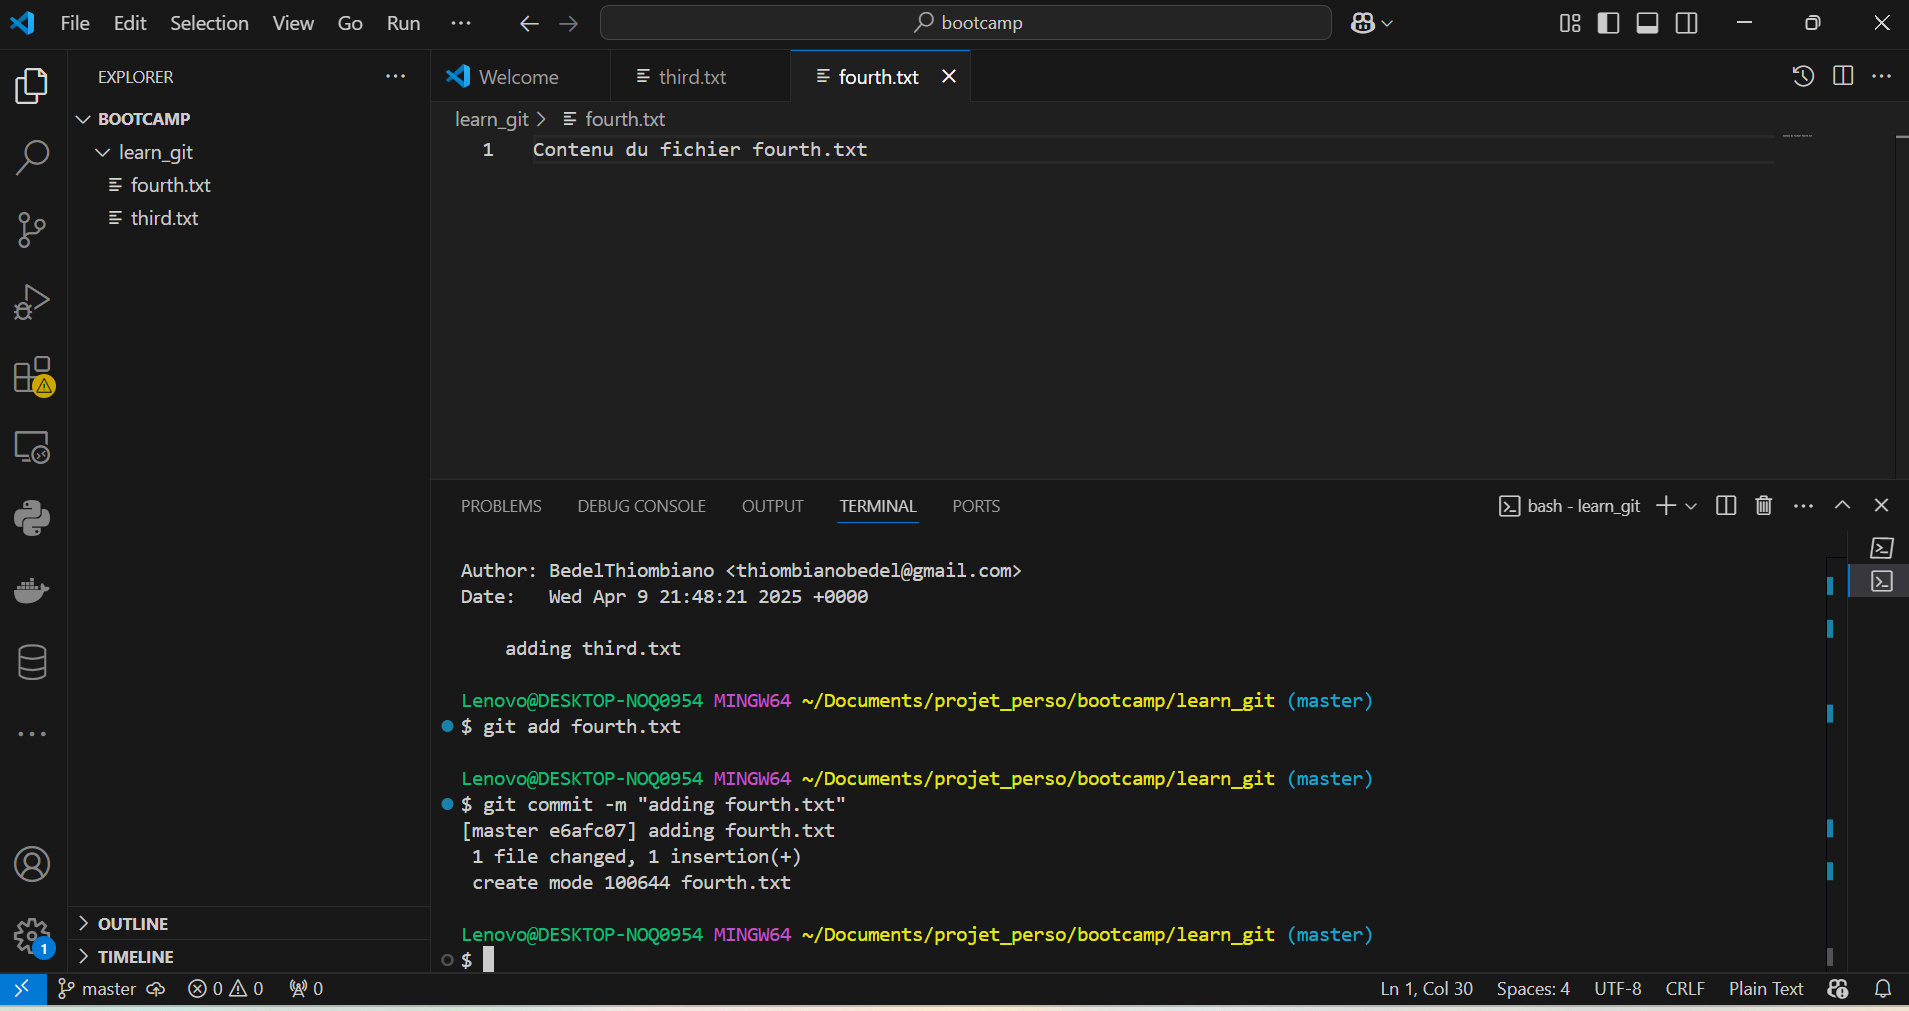 File Edit Selection View Go Run ··· bootcamp
EXPLORER ···
BOOTCAMP
learn_git
fourth.txt
third.txt
OUTLINE
TIMELINE
Welcome third.txt fourth.txt
learn_git > fourth.txt
1 Contenu du fichier fourth.txt
PROBLEMS DEBUG CONSOLE OUTPUT TERMINAL PORTS bash - learn_git
Author: BedelThiombiano <thiombianobedel@gmail.com>
Date:   Wed Apr 9 21:48:21 2025 +0000
adding third.txt
Lenovo@DESKTOP-NOQ0954 MINGW64 ~/Documents/projet_perso/bootcamp/learn_git (master)
$ git add fourth.txt
Lenovo@DESKTOP-NOQ0954 MINGW64 ~/Documents/projet_perso/bootcamp/learn_git (master)
$ git commit -m "adding fourth.txt"
[master e6afc07] adding fourth.txt
1 file changed, 1 insertion(+)
create mode 100644 fourth.txt
Lenovo@DESKTOP-NOQ0954 MINGW64 ~/Documents/projet_perso/bootcamp/learn_git (master)
$
1
master 0 0 0 Ln 1, Col 30 Spaces: 4 UTF-8 CRLF Plain Text